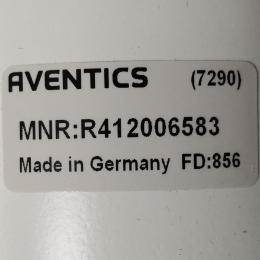 AVENTICS (7290)
MNR:R412006583
Made in Germany FD:856